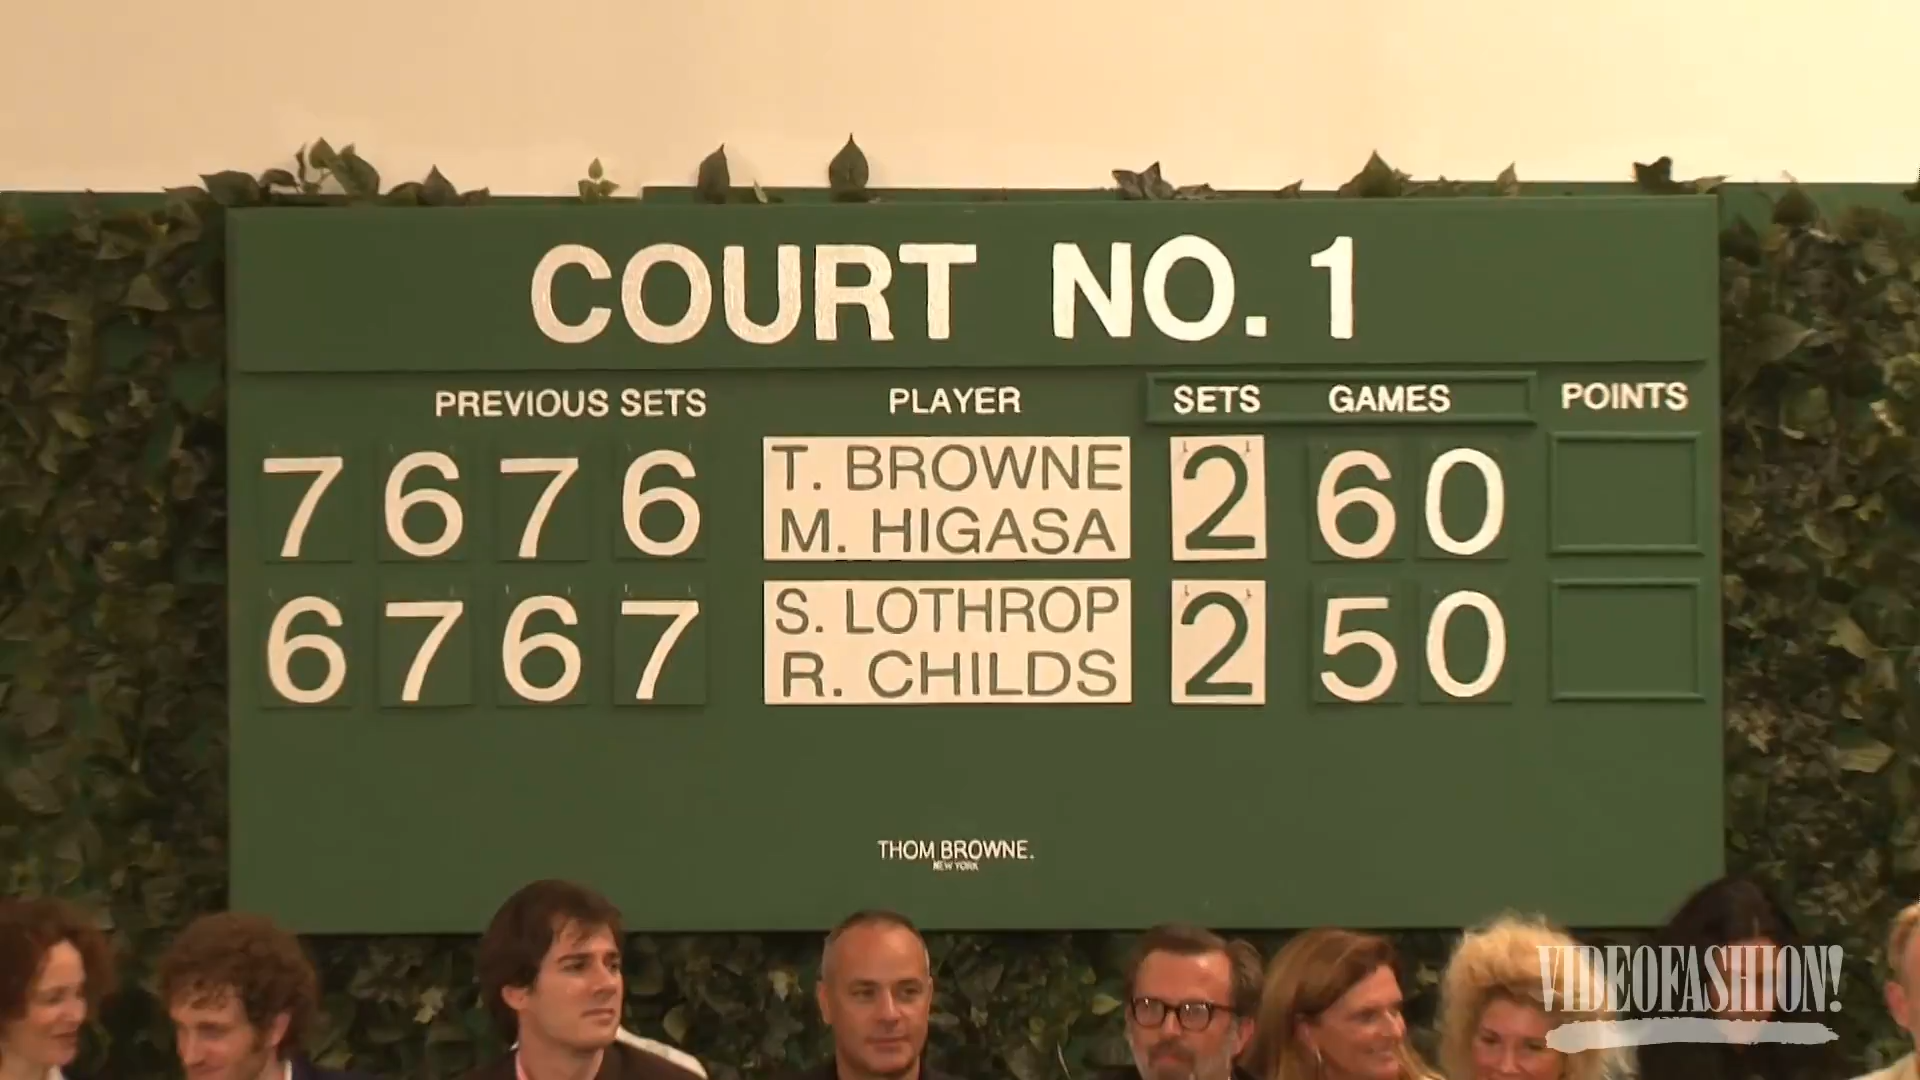 COURT NO. 1
PREVIOUS SETS PLAYER SETS GAMES POINTS
7 6 7 6 T. BROWNE M. HIGASA 2 6 0
6 7 6 7 S. LOTHROP R. CHILDS 2 5 0
THOM BROWNE.
NEW YORK
VIDEOFASHION!